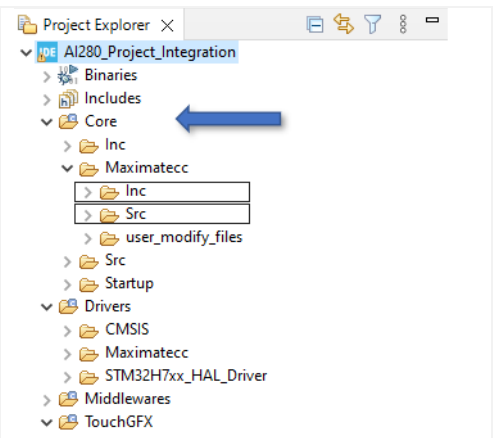 Project Explorer
IDE AI280_Project_Integration
Binaries
Includes
Core
Inc
Maximatecc
Inc
Src
user_modify_files
Src
Startup
Drivers
CMSIS
Maximatecc
STM32H7xx_HAL_Driver
Middlewares
TouchGFX